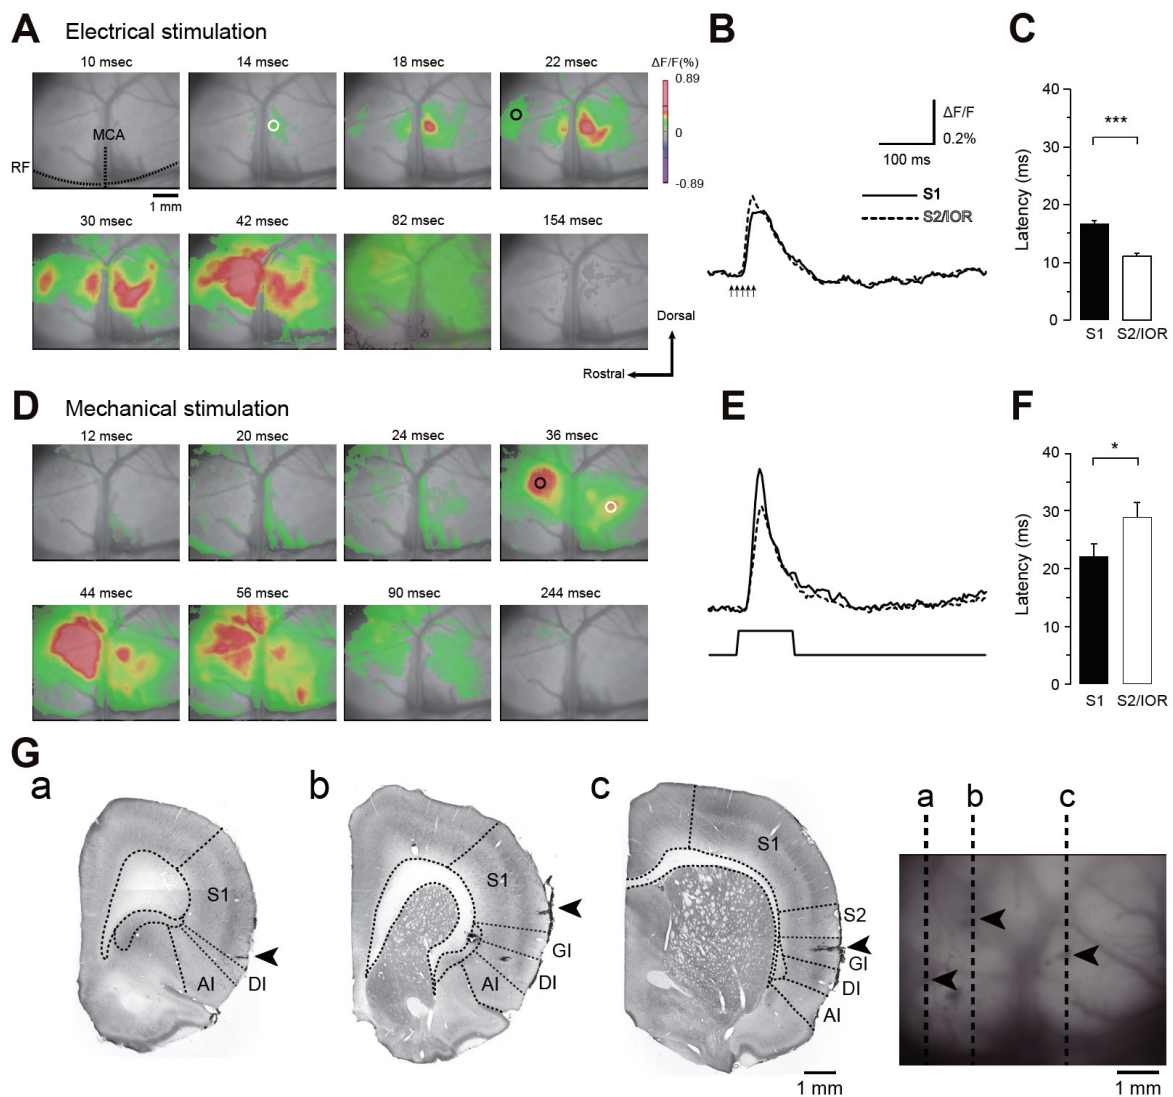 A Electrical stimulation
10 msec 14 msec 18 msec 22 msec
ΔF/F(%)
0.89
0
-0.89
MCA
RF
1 mm
30 msec 42 msec 82 msec 154 msec
Dorsal
Rostral
B
ΔF/F
0.2%
100 ms
S1
S2/IOR
C
***
Latency (ms)
40
30
20
10
0
S1 S2/IOR
D Mechanical stimulation
12 msec 20 msec 24 msec 36 msec
44 msec 56 msec 90 msec 244 msec
E
F
*
Latency (ms)
40
30
20
10
0
S1 S2/IOR
G
a
S1
AI DI
b
S1
GI
DI
AI
c
S1
S2
GI
DI
AI
1 mm
a b c
1 mm